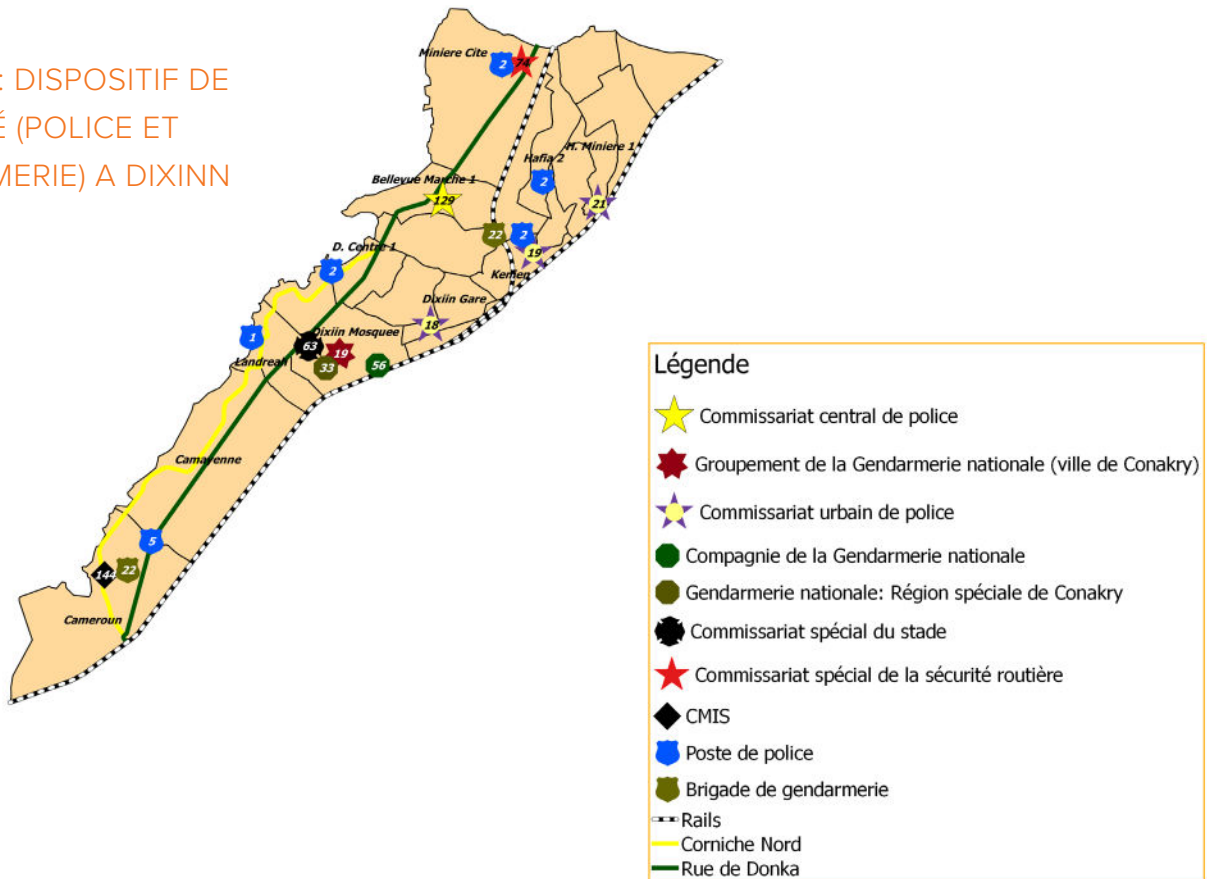 : DISPOSITIF DE
É (POLICE ET
MERIE) A DIXINN
Miniere Cite
2
74
Hafia 2
H. Miniere 1
2
Bellevue Marche 1
129
21
22
2
19
D. Centre 1
2
Kenien
Dixiin Gare
18
1
Dixiin Mosquee
63
19
33
56
Landreah
Camayenne
5
144
22
Cameroun
Légende
Commissariat central de police
Groupement de la Gendarmerie nationale (ville de Conakry)
Commissariat urbain de police
Compagnie de la Gendarmerie nationale
Gendarmerie nationale: Région spéciale de Conakry
Commissariat spécial du stade
Commissariat spécial de la sécurité routière
CMIS
Poste de police
Brigade de gendarmerie
Rails
Corniche Nord
Rue de Donka